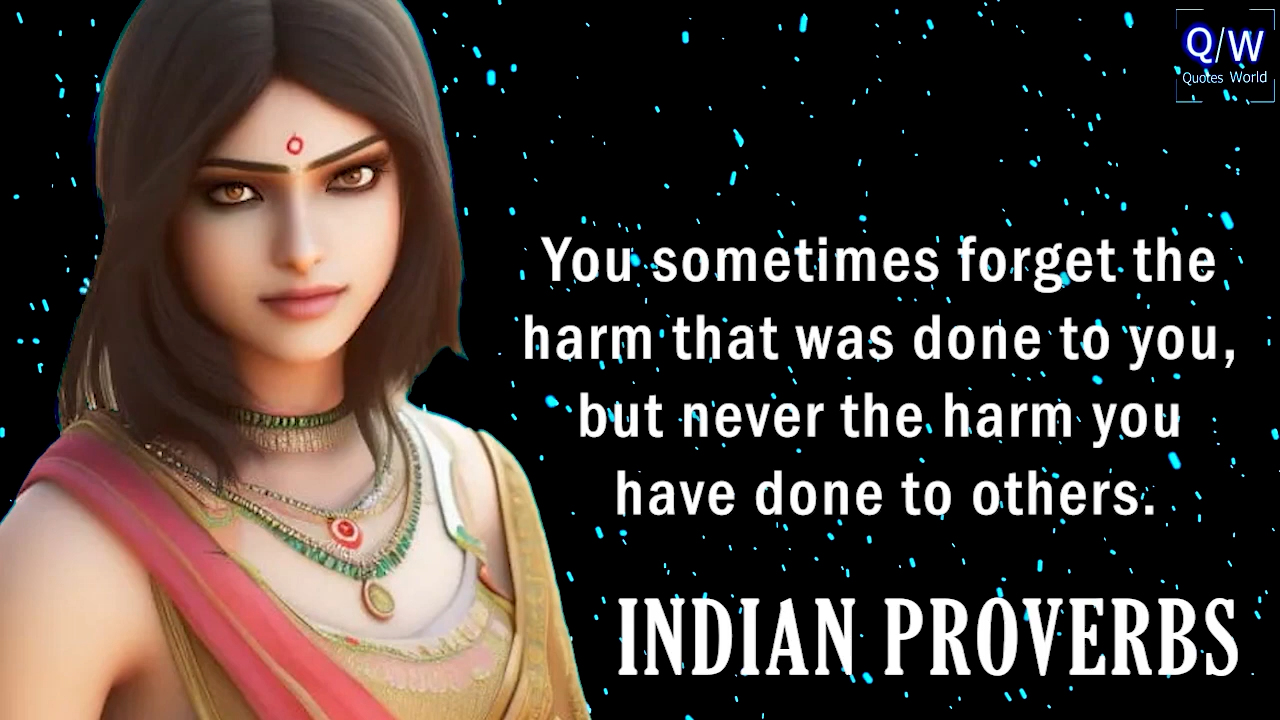 Q/W
Quotes World
You sometimes forget the
harm that was done to you,
but never the harm you
have done to others.
INDIAN PROVERBS